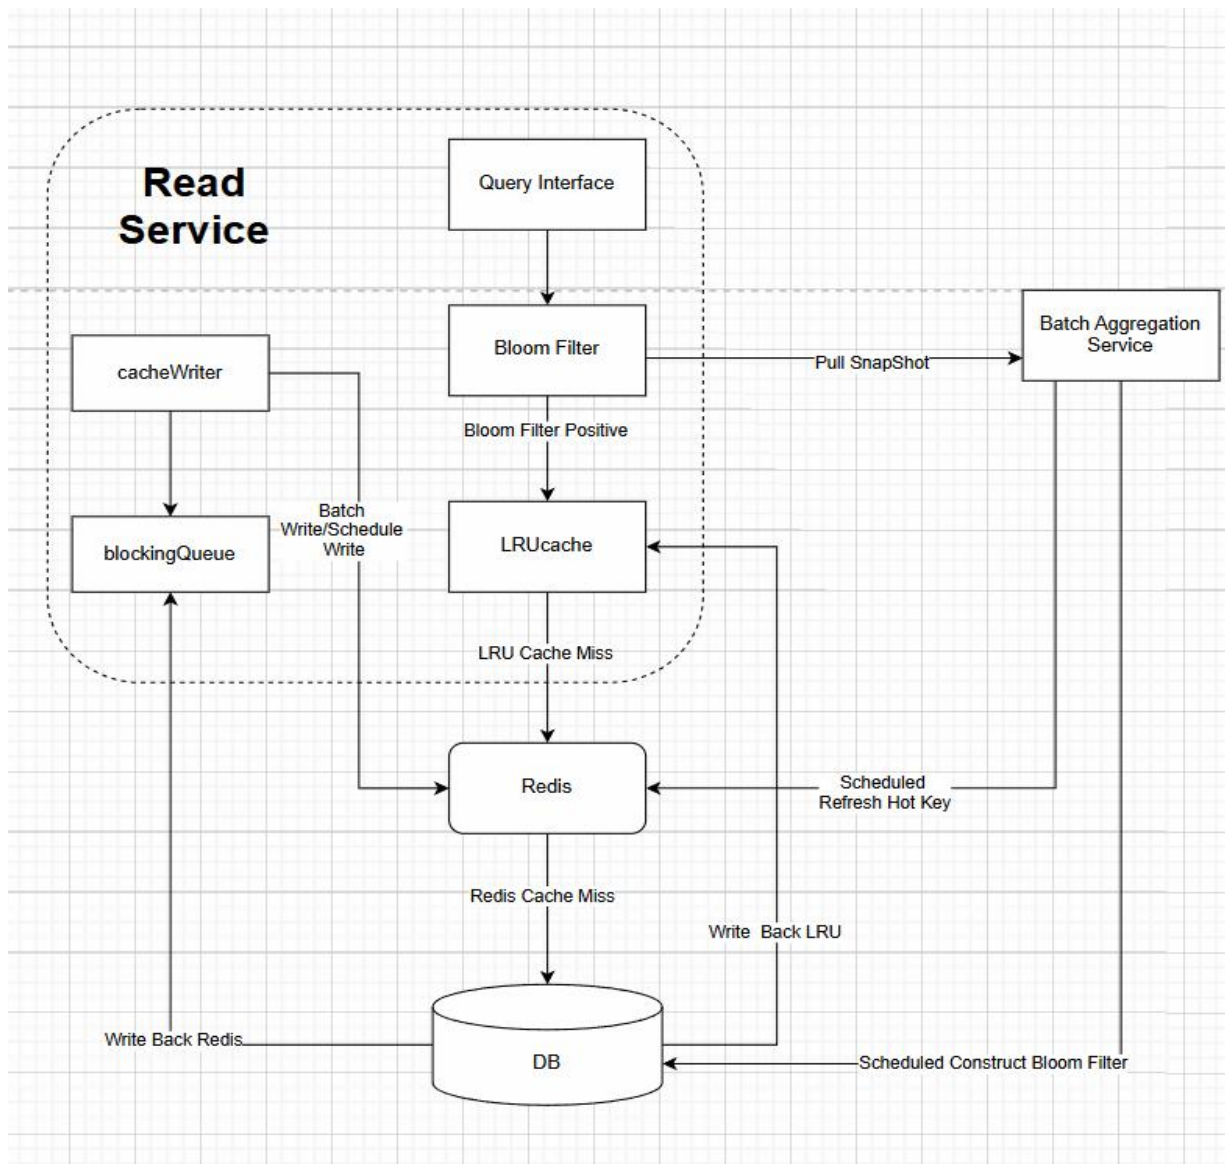 Read
Service
Query Interface
Bloom Filter
Batch Aggregation
Service
Pull SnapShot
cacheWriter
Bloom Filter Positive
Batch
Write/Schedule
Write
blockingQueue
LRUcache
LRU Cache Miss
Redis
Scheduled
Refresh Hot Key
Redis Cache Miss
Write  Back LRU
Write Back Redis
DB
Scheduled Construct Bloom Filter